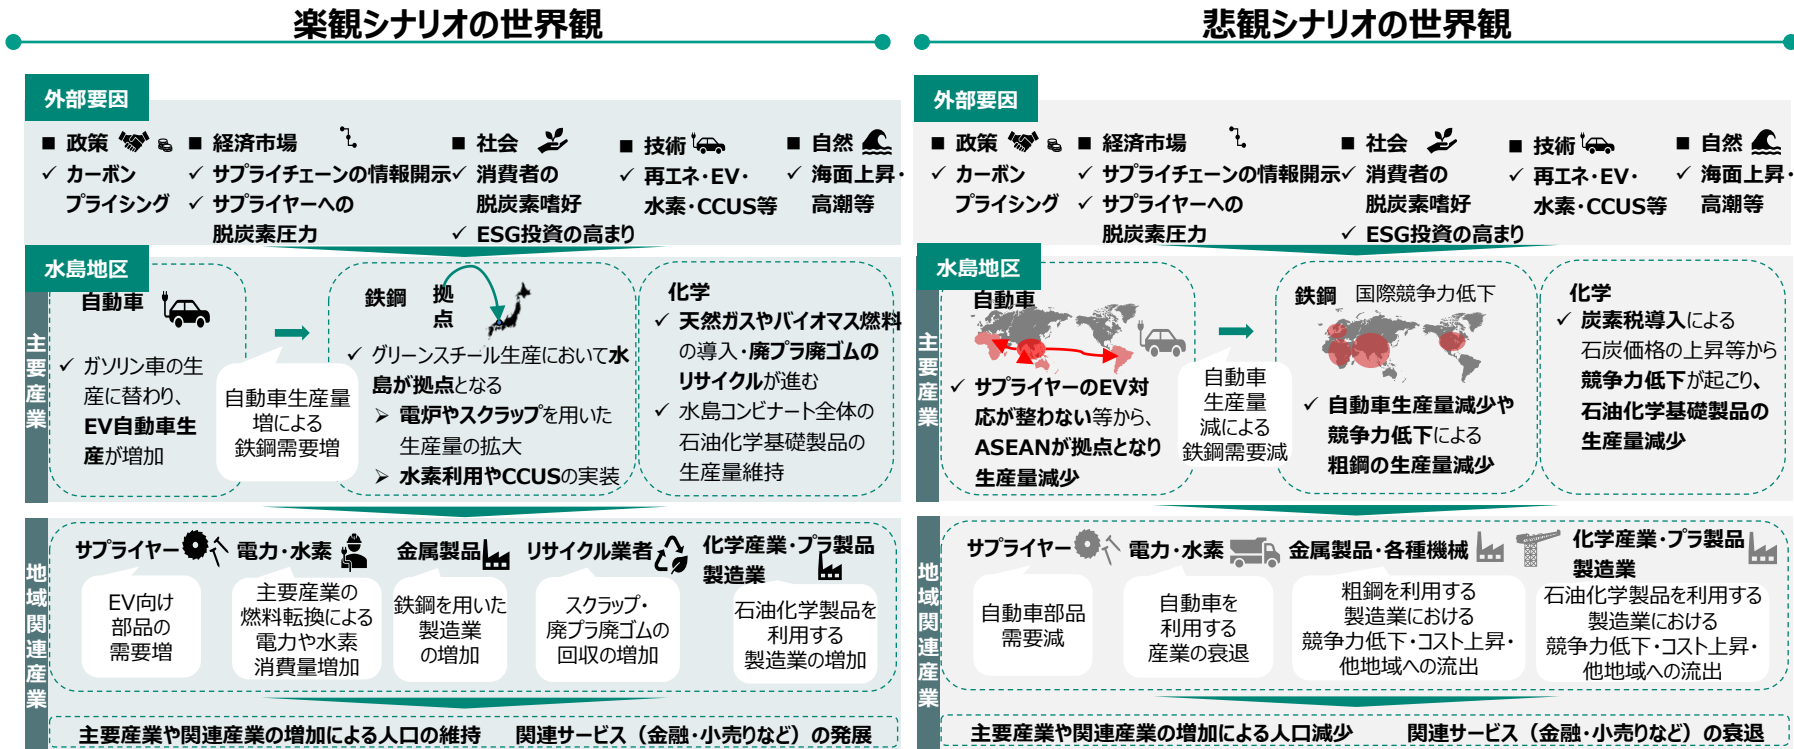 楽観シナリオの世界観
外部要因
■ 政策
✓ カーボン
プライシング
■ 経済市場
✓ サプライチェーンの情報開示
✓ サプライヤーへの
脱炭素圧力
■ 社会
✓ 消費者の
脱炭素嗜好
✓ ESG投資の高まり
■ 技術
✓ 再エネ・EV・
水素・CCUS等
■ 自然
✓ 海面上昇・
高潮等
水島地区
主要産業
自動車
✓ ガソリン車の生
産に替わり、
EV自動車生
産が増加
自動車生産量
増による
鉄鋼需要増
鉄鋼
拠
点
✓ グリーンスチール生産において水
島が拠点となる
➢ 電炉やスクラップを用いた
生産量の拡大
➢ 水素利用やCCUSの実装
化学
✓ 天然ガスやバイオマス燃料
の導入・廃プラ廃ゴムの
リサイクルが進む
✓ 水島コンビナート全体の
石油化学基礎製品の
生産量維持
地域関連産業
サプライヤー
EV向け
部品の
需要増
電力・水素
主要産業の
燃料転換による
電力や水素
消費量増加
金属製品
鉄鋼を用いた
製造業
の増加
リサイクル業者
スクラップ・
廃プラ廃ゴムの
回収の増加
化学産業・プラ製品
製造業
石油化学製品を
利用する
製造業の増加
主要産業や関連産業の増加による人口の維持
関連サービス（金融・小売りなど）の発展
悲観シナリオの世界観
外部要因
■ 政策
✓ カーボン
プライシング
■ 経済市場
✓ サプライチェーンの情報開示
✓ サプライヤーへの
脱炭素圧力
■ 社会
✓ 消費者の
脱炭素嗜好
✓ ESG投資の高まり
■ 技術
✓ 再エネ・EV・
水素・CCUS等
■ 自然
✓ 海面上昇・
高潮等
水島地区
主要産業
自動車
✓ サプライヤーのEV対
応が整わない等から、
ASEANが拠点となり
生産量減少
自動車
生産量
減による
鉄鋼需要減
鉄鋼 国際競争力低下
✓ 自動車生産量減少や
競争力低下による
粗鋼の生産量減少
化学
✓ 炭素税導入による
石炭価格の上昇等から
競争力低下が起こり、
石油化学基礎製品の
生産量減少
地域関連産業
サプライヤー
自動車部品
需要減
電力・水素
自動車を
利用する
産業の衰退
金属製品・各種機械
粗鋼を利用する
製造業における
競争力低下・コスト上昇・
他地域への流出
化学産業・プラ製品
製造業
石油化学製品を利用する
製造業における
競争力低下・コスト上昇・
他地域への流出
主要産業や関連産業の増加による人口減少
関連サービス（金融・小売りなど）の衰退